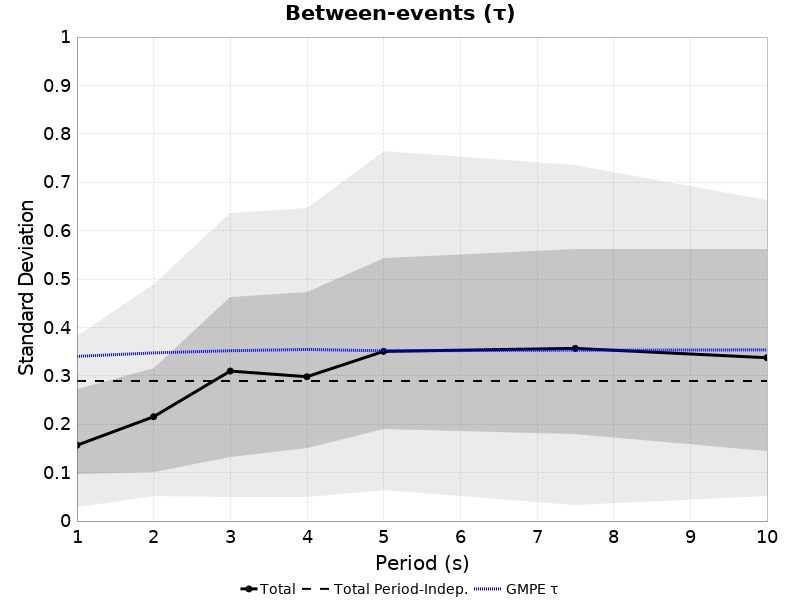 Between-events (τ)
Standard Deviation
1
0.9
0.8
0.7
0.6
0.5
0.4
0.3
0.2
0.1
0
1 2 3 4 5 6 7 8 9 10
Period (s)
Total Total Period-Indep. GMPE τ